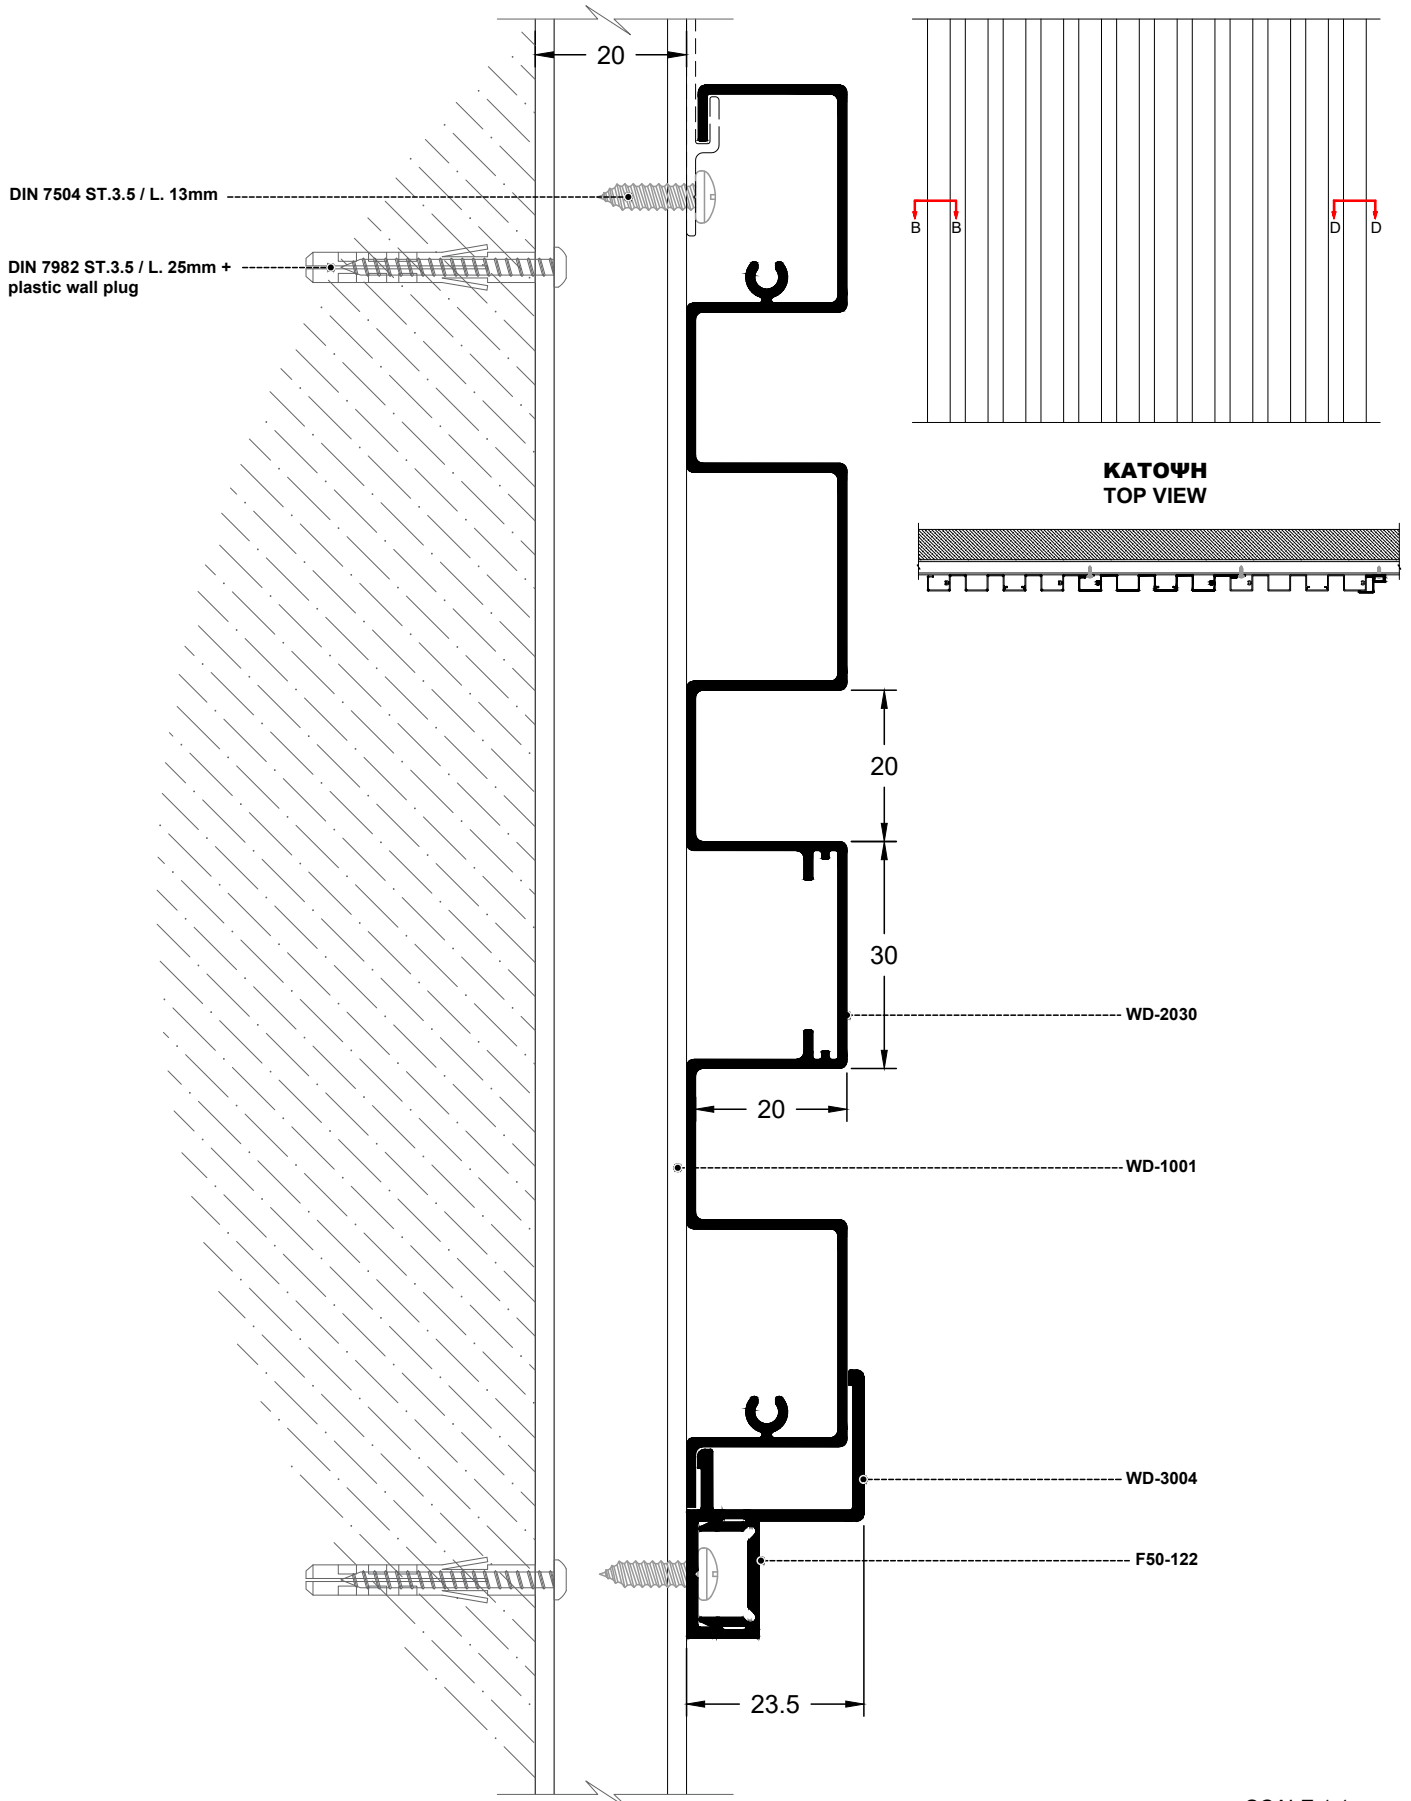 20
DIN 7504 ST.3.5 / L. 13mm
DIN 7982 ST.3.5 / L. 25mm +
plastic wall plug
B B
D D
ΚΑΤΟΨΗ
TOP VIEW
20
30
WD-2030
20
WD-1001
WD-3004
F50-122
23.5